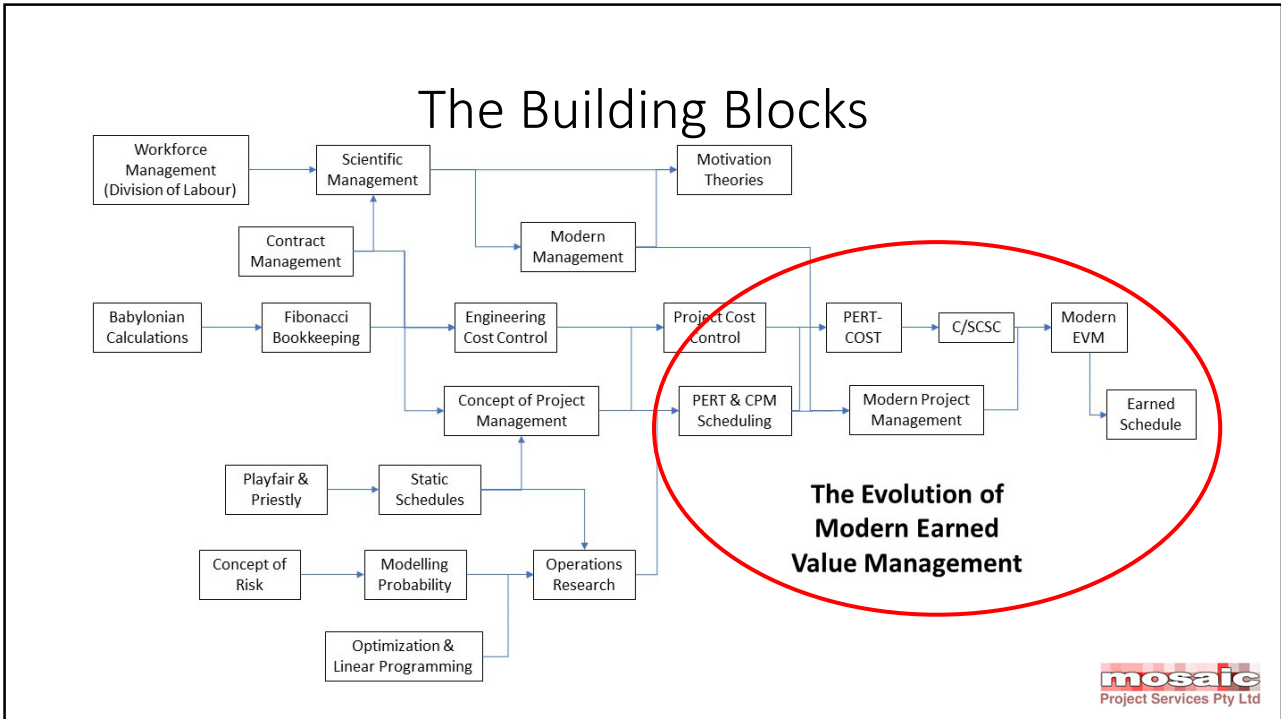 The Building Blocks
Workforce
Management
(Division of Labour)
Scientific
Management
Motivation
Theories
Contract
Management
Modern
Management
Babylonian
Calculations
Fibonacci
Bookkeeping
Engineering
Cost Control
Project Cost
Control
PERT-
COST
C/SCSC
Modern
EVM
Concept of Project
Management
PERT & CPM
Scheduling
Modern Project
Management
Earned
Schedule
Playfair &
Priestly
Static
Schedules
The Evolution of
Modern Earned
Value Management
Concept of
Risk
Modelling
Probability
Operations
Research
Optimization &
Linear Programming
mosaic
Project Services Pty Ltd